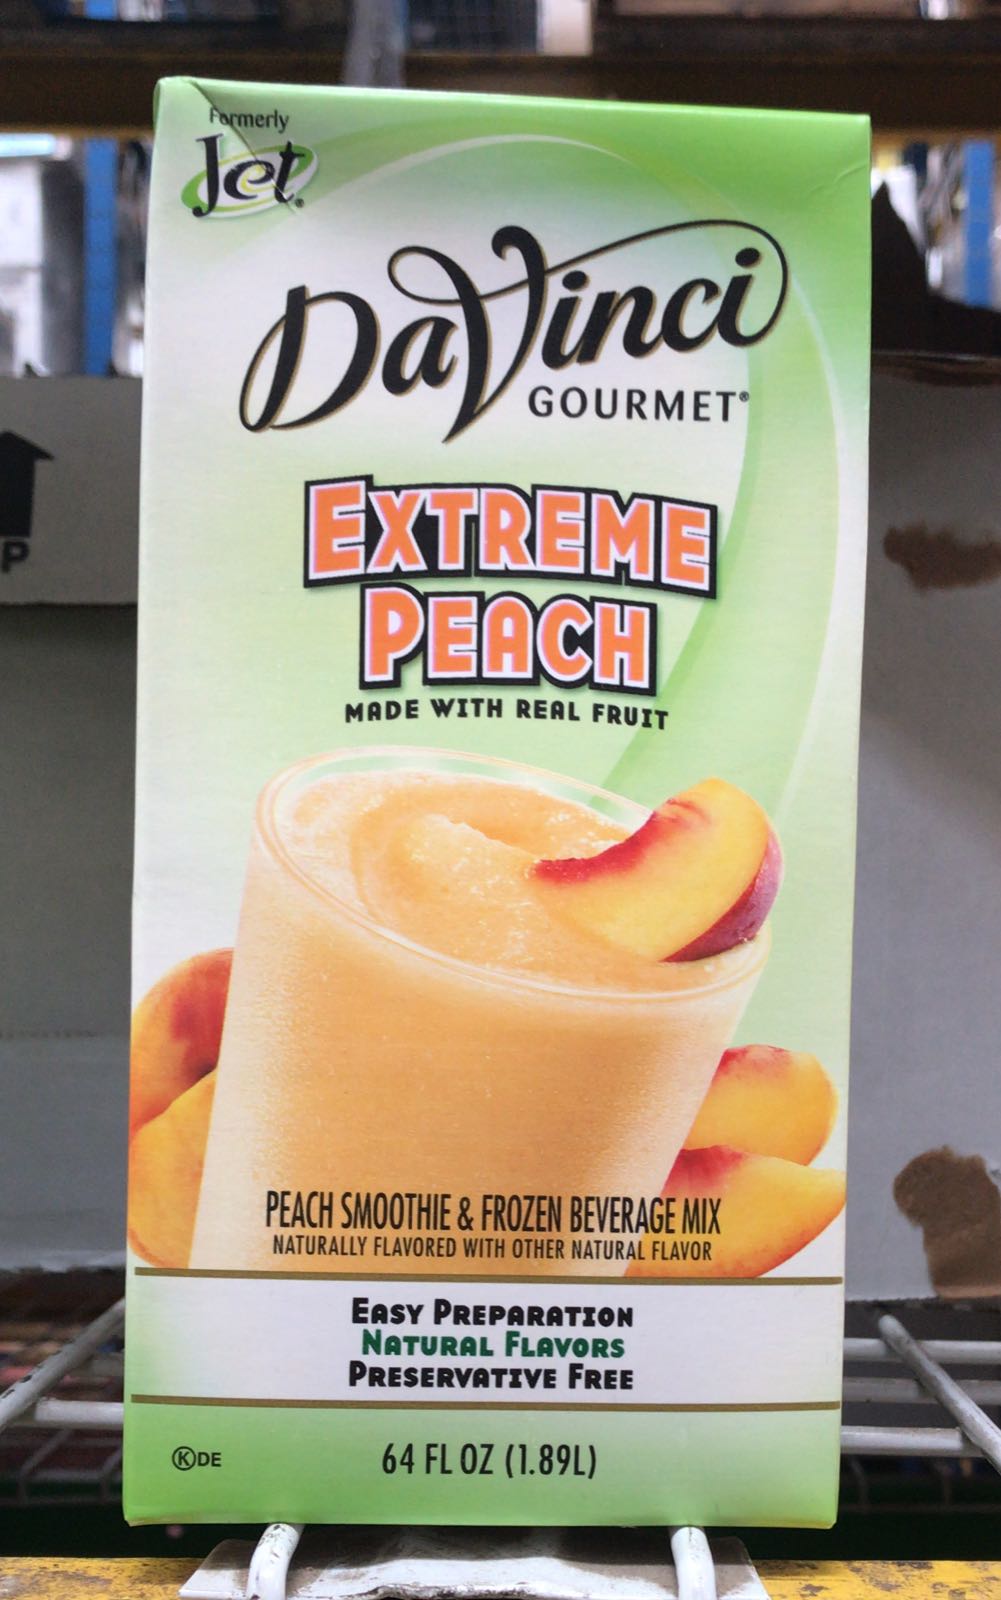 Formerly
Jet®
DaVinci
GOURMET®
EXTREME
PEACH
MADE WITH REAL FRUIT
PEACH SMOOTHIE & FROZEN BEVERAGE MIX
NATURALLY FLAVORED WITH OTHER NATURAL FLAVOR
EASY PREPARATION
NATURAL FLAVORS
PRESERVATIVE FREE
Ⓚ DE
64 FL OZ (1.89L)
P